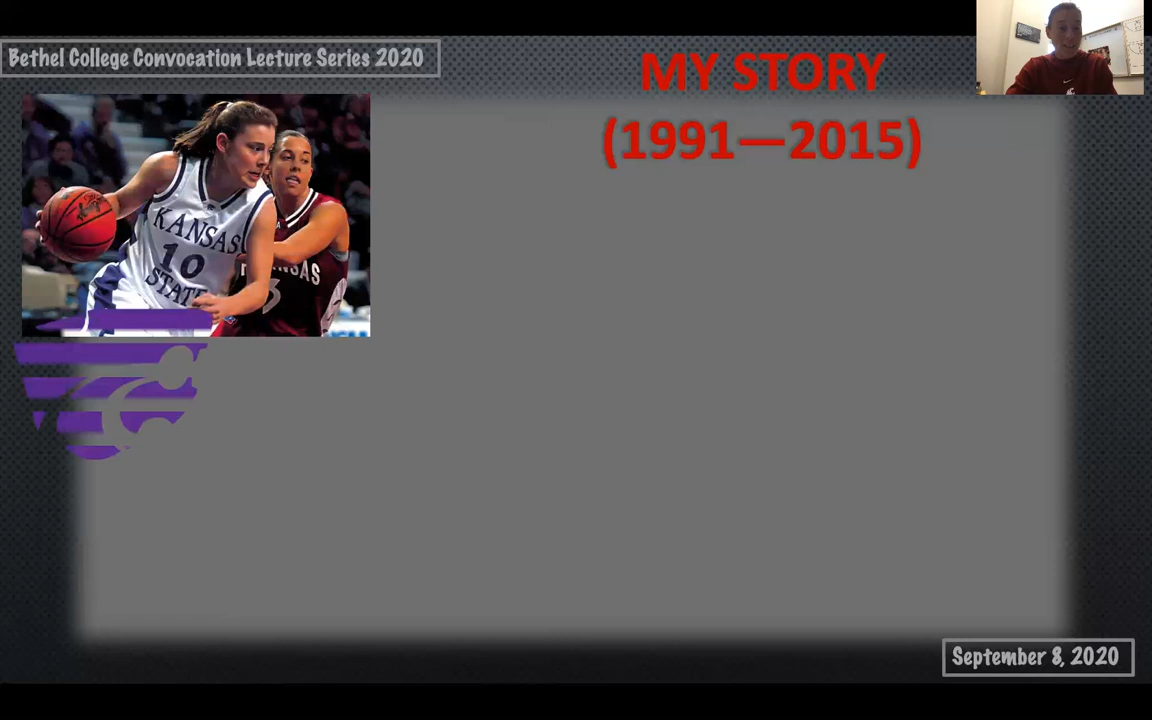 Bethel College Convocation Lecture Series 2020
MY STORY
(1991—2015)
KANSAS
10
STATE
September 8, 2020